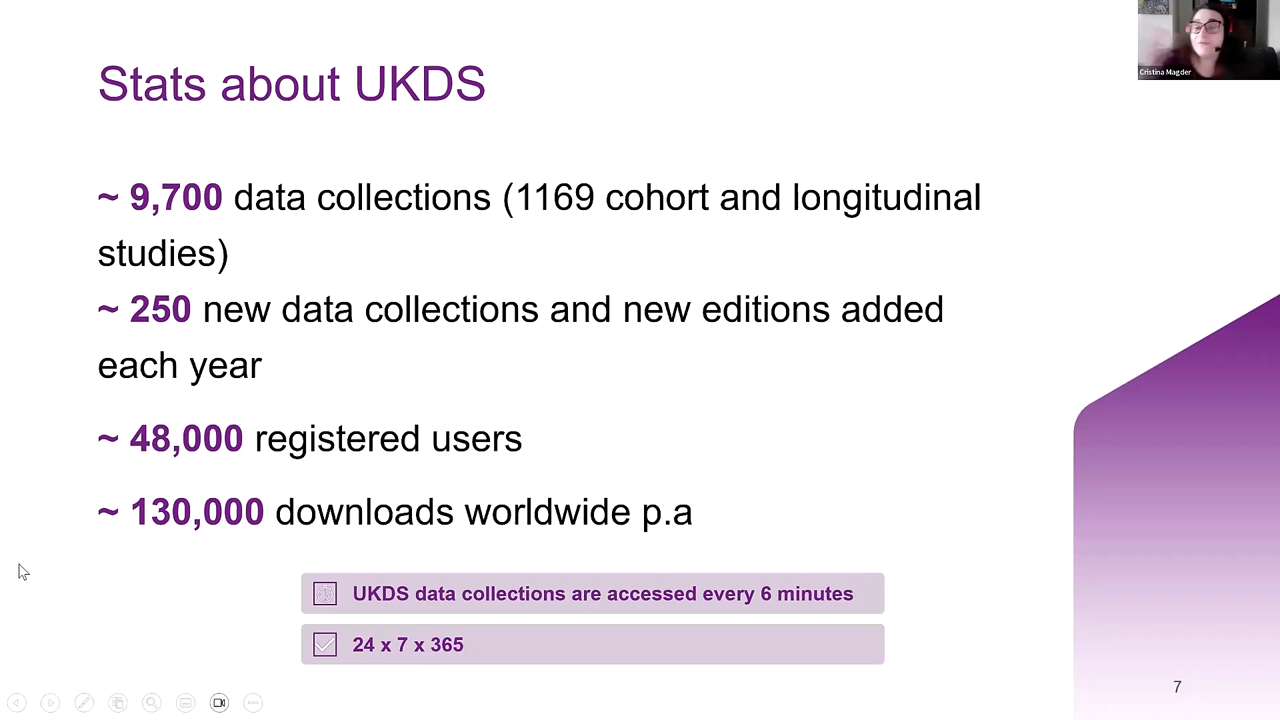 Cristina Magder
Stats about UKDS
~ 9,700 data collections (1169 cohort and longitudinal
studies)
~ 250 new data collections and new editions added
each year
~ 48,000 registered users
~ 130,000 downloads worldwide p.a
UKDS data collections are accessed every 6 minutes
24 x 7 x 365
7